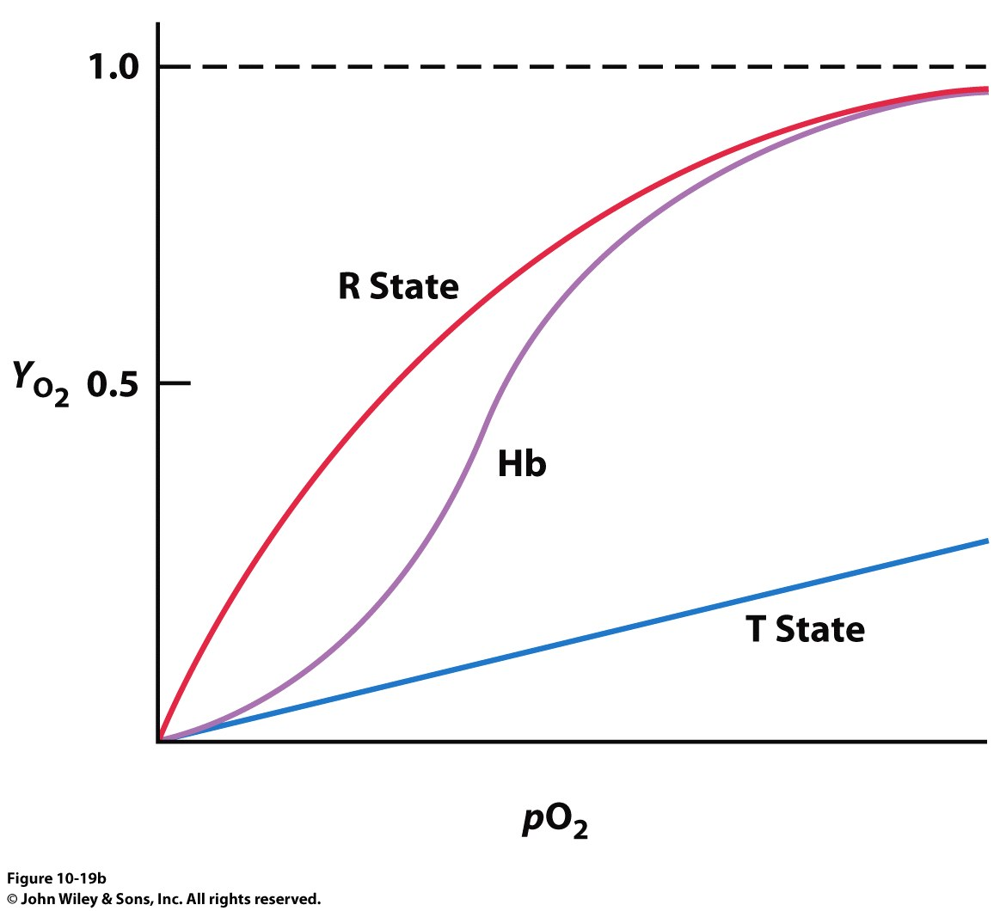 1.0
R State
Y O2 0.5
Hb
T State
pO2
Figure 10-19b
© John Wiley & Sons, Inc. All rights reserved.